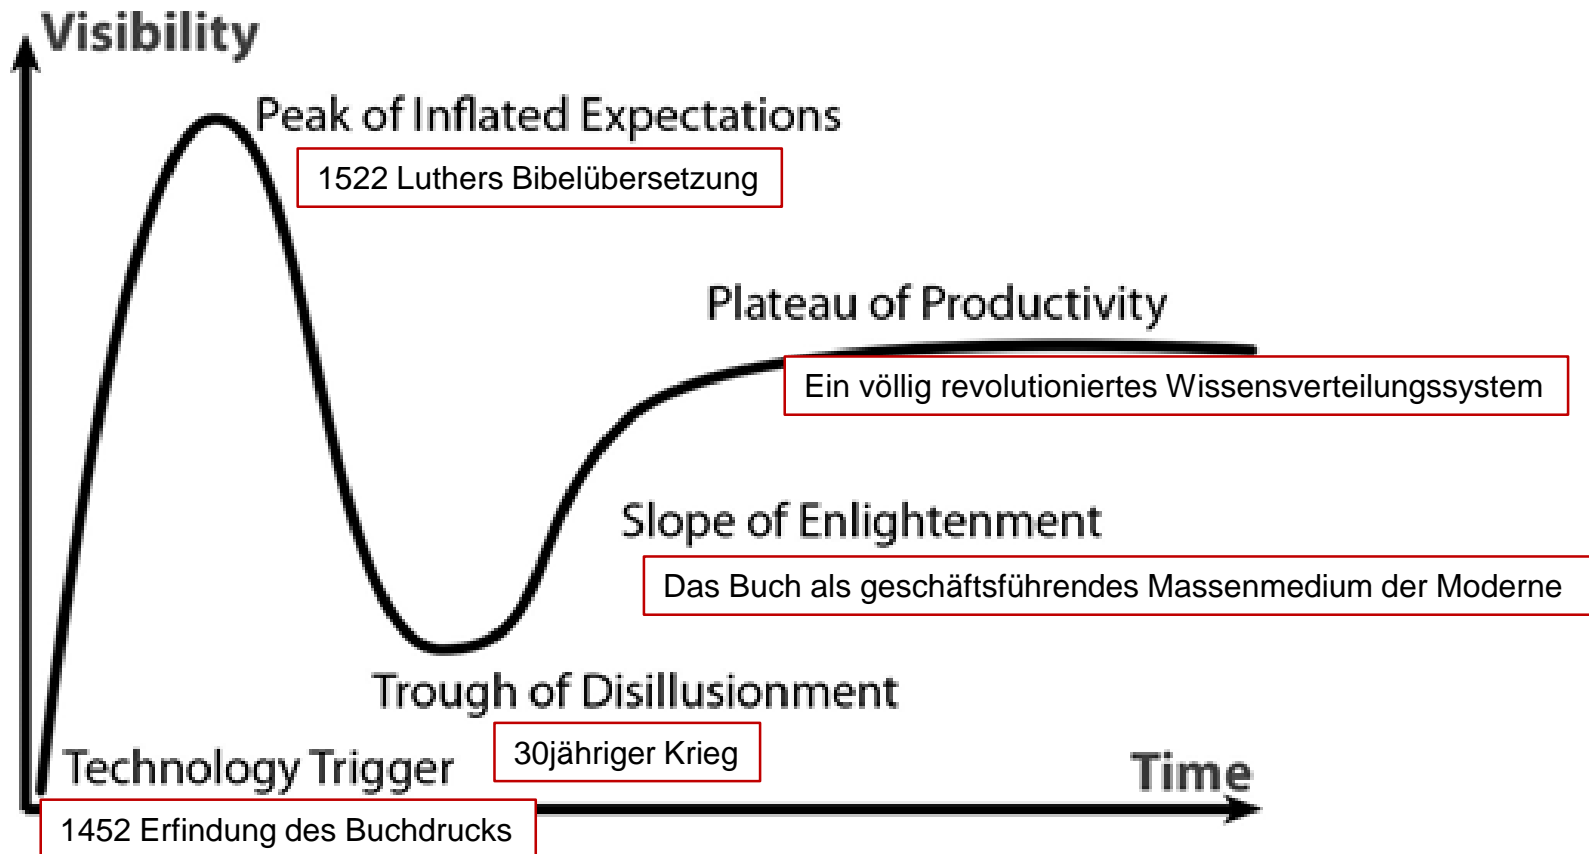 Visibility
Peak of Inflated Expectations
1522 Luthers Bibelübersetzung
Plateau of Productivity
Ein völlig revolutioniertes Wissensverteilungssystem
Slope of Enlightenment
Das Buch als geschäftsführendes Massenmedium der Moderne
Trough of Disillusionment
30jähriger Krieg
Technology Trigger
Time
1452 Erfindung des Buchdrucks